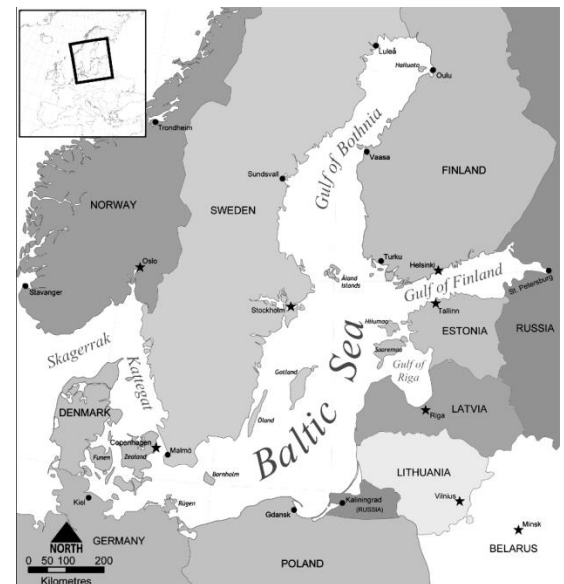 Luleå
Hailuoto
Oulu
Trondheim
Gulf of Bothnia
Vaasa
Sundsvall
FINLAND
NORWAY
SWEDEN
Turku
Helsinki
Oslo
Åland
Islands
Gulf of Finland
St. Petersburg
Stavanger
Stockholm
Tallinn
Hiiumaa
ESTONIA
RUSSIA
Skagerrak
Saaremaa
Gulf of
Riga
Kattegat
Gotland
Baltic Sea
DENMARK
LATVIA
Riga
Öland
Copenhagen
Malmö
Funen
Zealand
Bornholm
LITHUANIA
Kiel
Rügen
Gdansk
Kaliningrad
(RUSSIA)
Vilnius
Minsk
NORTH
GERMANY
POLAND
BELARUS
0 50 100 200
Kilometres